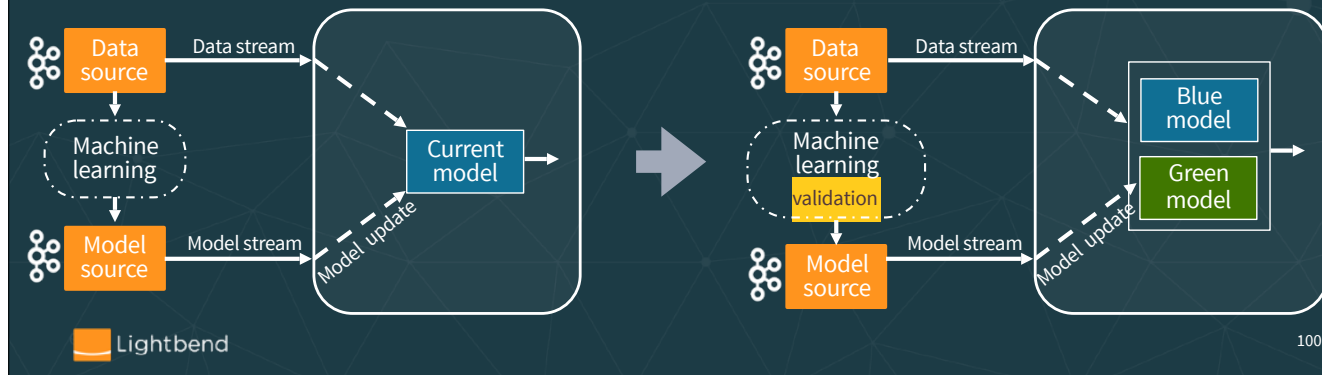 Data
source
Data stream
Machine
learning
Current
model
Model update
Model
source
Model stream
Data
source
Data stream
Machine
learning
validation
Blue
model
Green
model
Model update
Model
source
Model stream
Lightbend
100